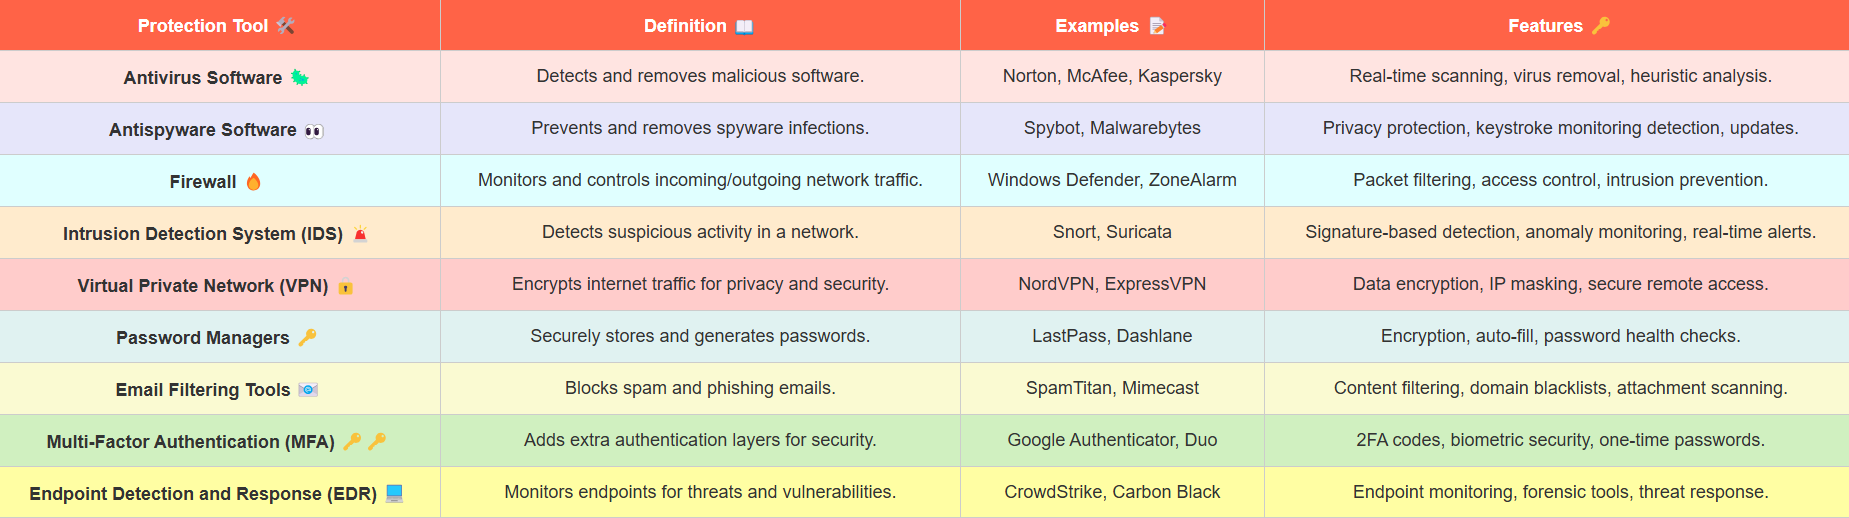 Protection Tool 🛠️ Definition 📖 Examples 📝 Features 🔑
Antivirus Software 🦠 Detects and removes malicious software. Norton, McAfee, Kaspersky Real-time scanning, virus removal, heuristic analysis.
Antispyware Software 👀 Prevents and removes spyware infections. Spybot, Malwarebytes Privacy protection, keystroke monitoring detection, updates.
Firewall 🔥 Monitors and controls incoming/outgoing network traffic. Windows Defender, ZoneAlarm Packet filtering, access control, intrusion prevention.
Intrusion Detection System (IDS) 🚨 Detects suspicious activity in a network. Snort, Suricata Signature-based detection, anomaly monitoring, real-time alerts.
Virtual Private Network (VPN) 🔒 Encrypts internet traffic for privacy and security. NordVPN, ExpressVPN Data encryption, IP masking, secure remote access.
Password Managers 🔑 Securely stores and generates passwords. LastPass, Dashlane Encryption, auto-fill, password health checks.
Email Filtering Tools 📧 Blocks spam and phishing emails. SpamTitan, Mimecast Content filtering, domain blacklists, attachment scanning.
Multi-Factor Authentication (MFA) 🔑🔑 Adds extra authentication layers for security. Google Authenticator, Duo 2FA codes, biometric security, one-time passwords.
Endpoint Detection and Response (EDR) 💻 Monitors endpoints for threats and vulnerabilities. CrowdStrike, Carbon Black Endpoint monitoring, forensic tools, threat response.